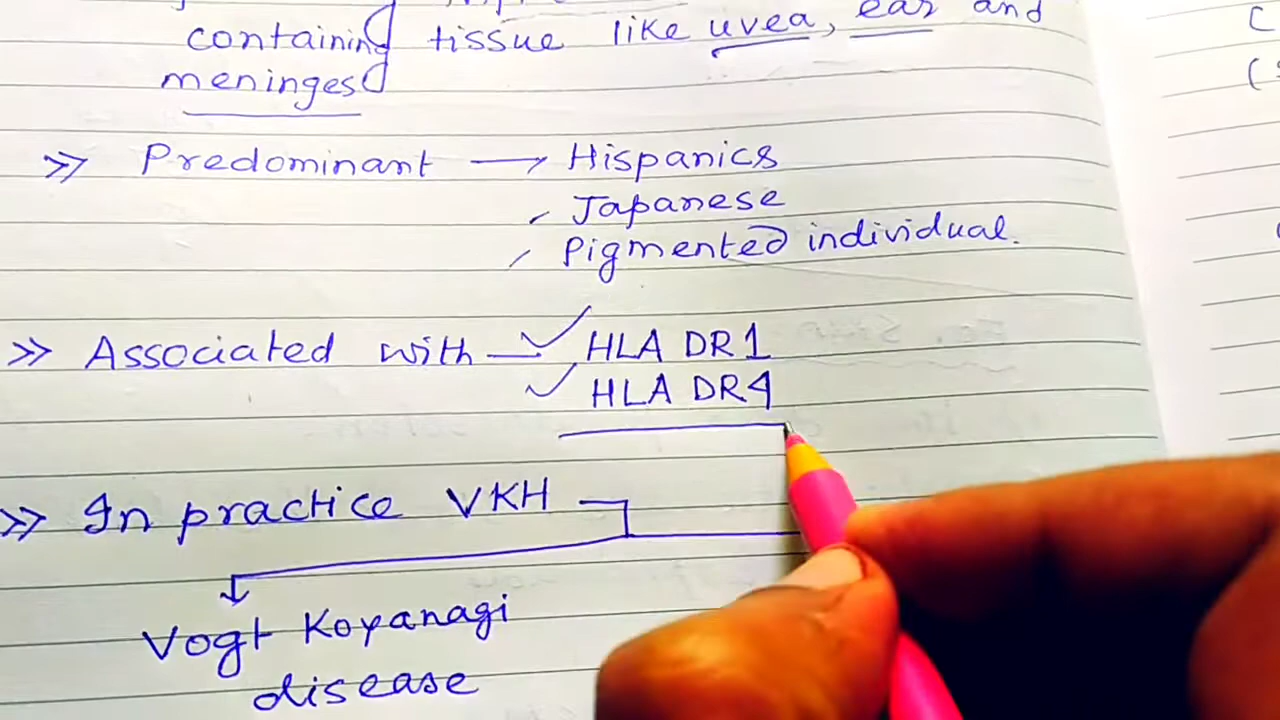 containing tissue like uvea, ear and
meninges
>> Predominant → Hispanics
Japanese
Pigmented individual.
>> Associated with — ✓ HLA DR1
✓ HLA DR4
>> In practice VKH
Vogt Koyanagi
disease